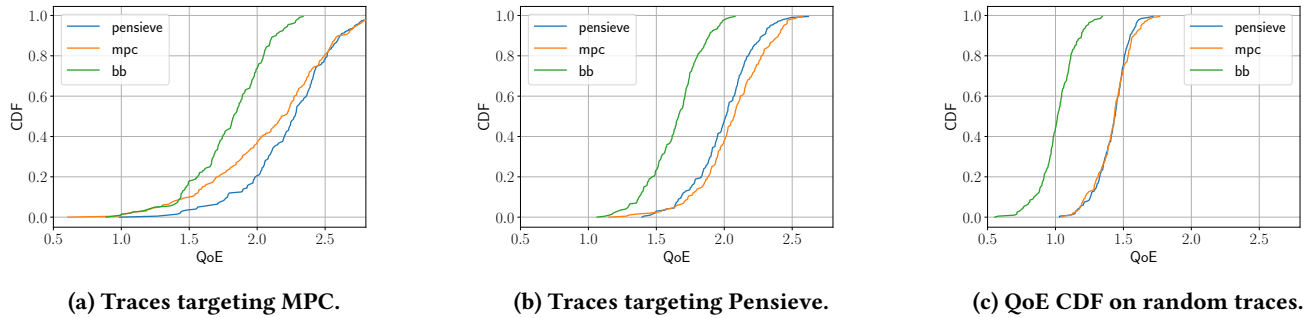 1.0
0.8
0.6
0.4
0.2
0.0
CDF
pensieve
mpc
bb
0.5 1.0 1.5 2.0 2.5
QoE
(a) Traces targeting MPC.
1.0
0.8
0.6
0.4
0.2
0.0
CDF
pensieve
mpc
bb
0.5 1.0 1.5 2.0 2.5
QoE
(b) Traces targeting Pensieve.
1.0
0.8
0.6
0.4
0.2
0.0
CDF
pensieve
mpc
bb
0.5 1.0 1.5 2.0 2.5
QoE
(c) QoE CDF on random traces.